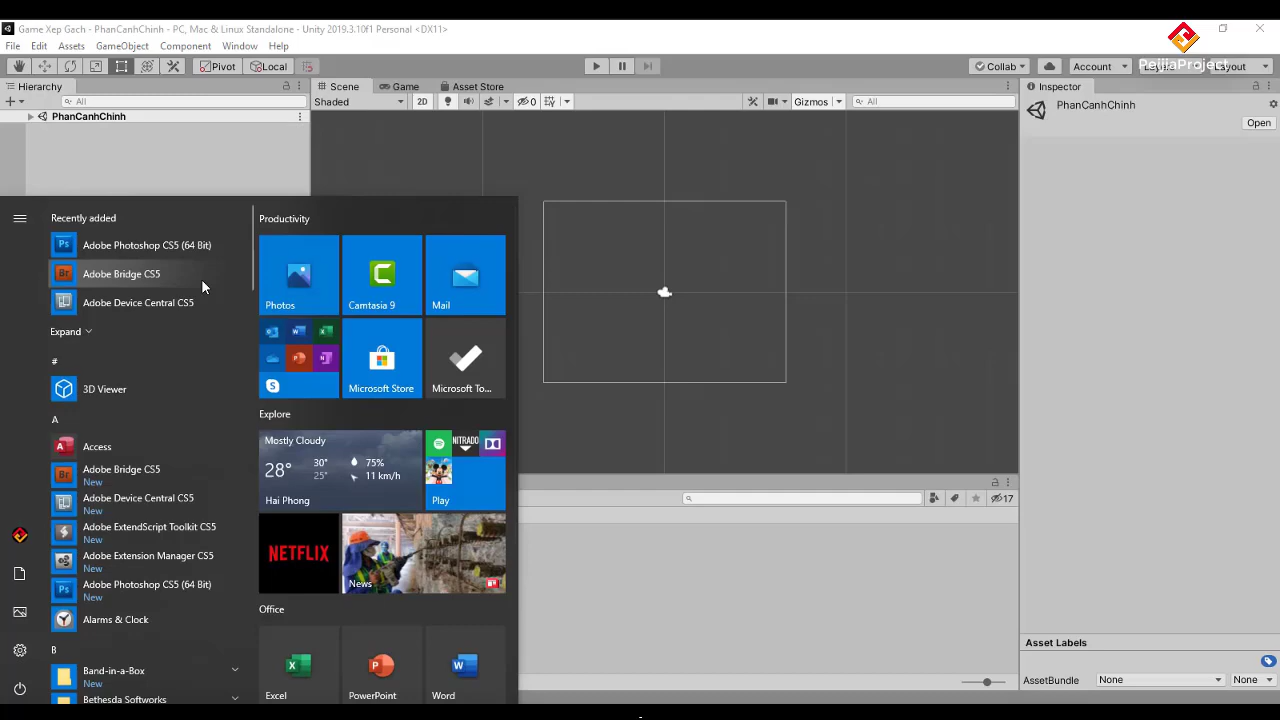 Game Xep Gach - PhanCanhChinh - PC, Mac & Linux Standalone - Unity 2019.3.10f1 Personal <DX11>
File Edit Assets GameObject Component Window Help
PeijiaProject
Pivot Local Collab Account Layers Layout
Hierarchy Scene Game Asset Store Inspector
All Shaded 2D 0 Gizmos All
PhanCanhChinh
PhanCanhChinh
Open
Recently added
Adobe Photoshop CS5 (64 Bit)
Adobe Bridge CS5
Adobe Device Central CS5
Expand
#
3D Viewer
A
Access
Adobe Bridge CS5
New
Adobe Device Central CS5
New
Adobe ExtendScript Toolkit CS5
New
Adobe Extension Manager CS5
New
Adobe Photoshop CS5 (64 Bit)
New
Alarms & Clock
B
Band-in-a-Box
New
Bethesda Softworks
Productivity
Photos Camtasia 9 Mail
Microsoft Store Microsoft To...
Explore
Mostly Cloudy
28° 30° 25° 75% 11 km/h
Hai Phong
NITRADO
Play
NETFLIX
News
Office
Excel PowerPoint Word
17
Asset Labels
AssetBundle None None